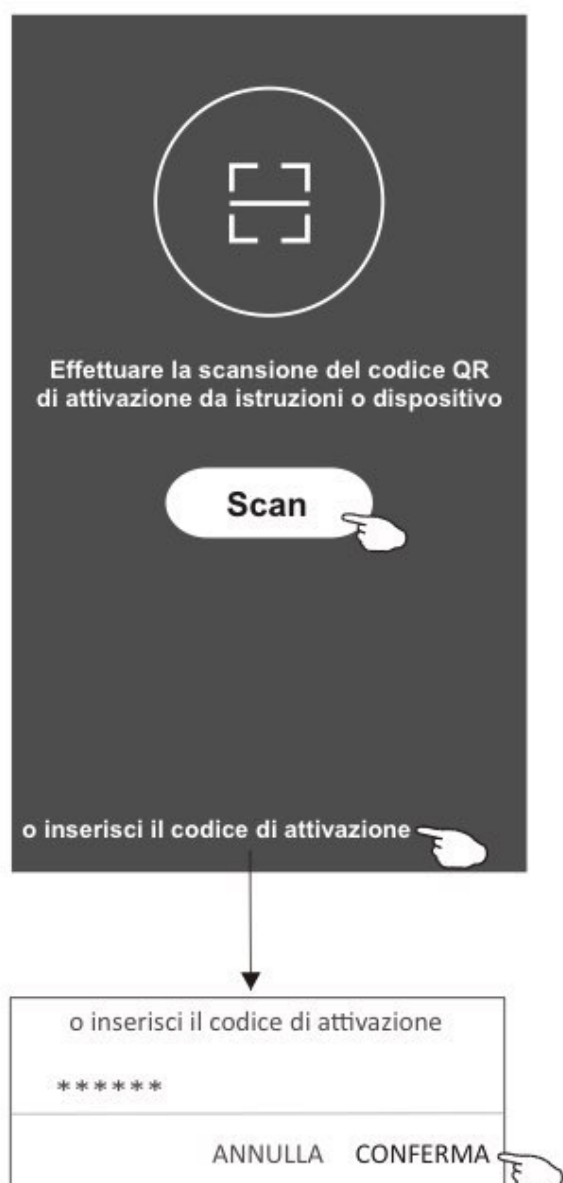 Effettuare la scansione del codice QR
di attivazione da istruzioni o dispositivo
Scan
o inserisci il codice di attivazione
o inserisci il codice di attivazione
******
ANNULLA CONFERMA